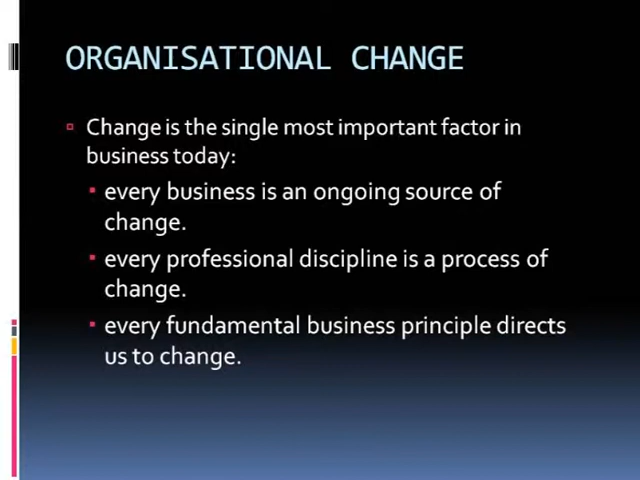 ORGANISATIONAL CHANGE
Change is the single most important factor in
business today:
every business is an ongoing source of
change.
every professional discipline is a process of
change.
every fundamental business principle directs
us to change.